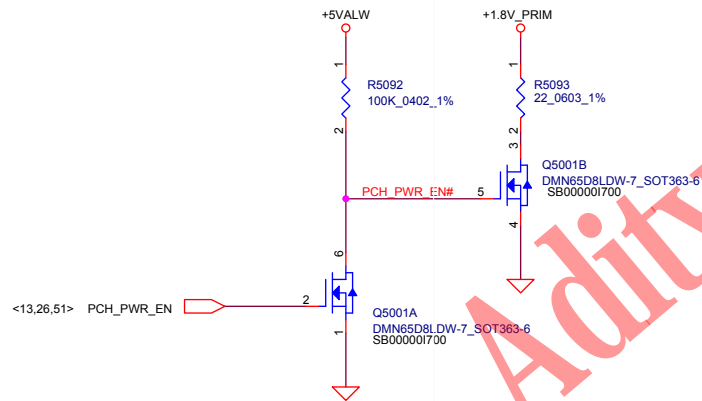 +5VALW
+1.8V_PRIM
1
1
R5092
100K_0402_1%
R5093
22_0603_1%
2
2
3
Q5001B
DMN65D8LDW-7_SOT363-6
SB00000I700
PCH_PWR_EN#
5
4
6
<13,26,51> PCH_PWR_EN
2
Q5001A
DMN65D8LDW-7_SOT363-6
SB00000I700
1
Adity